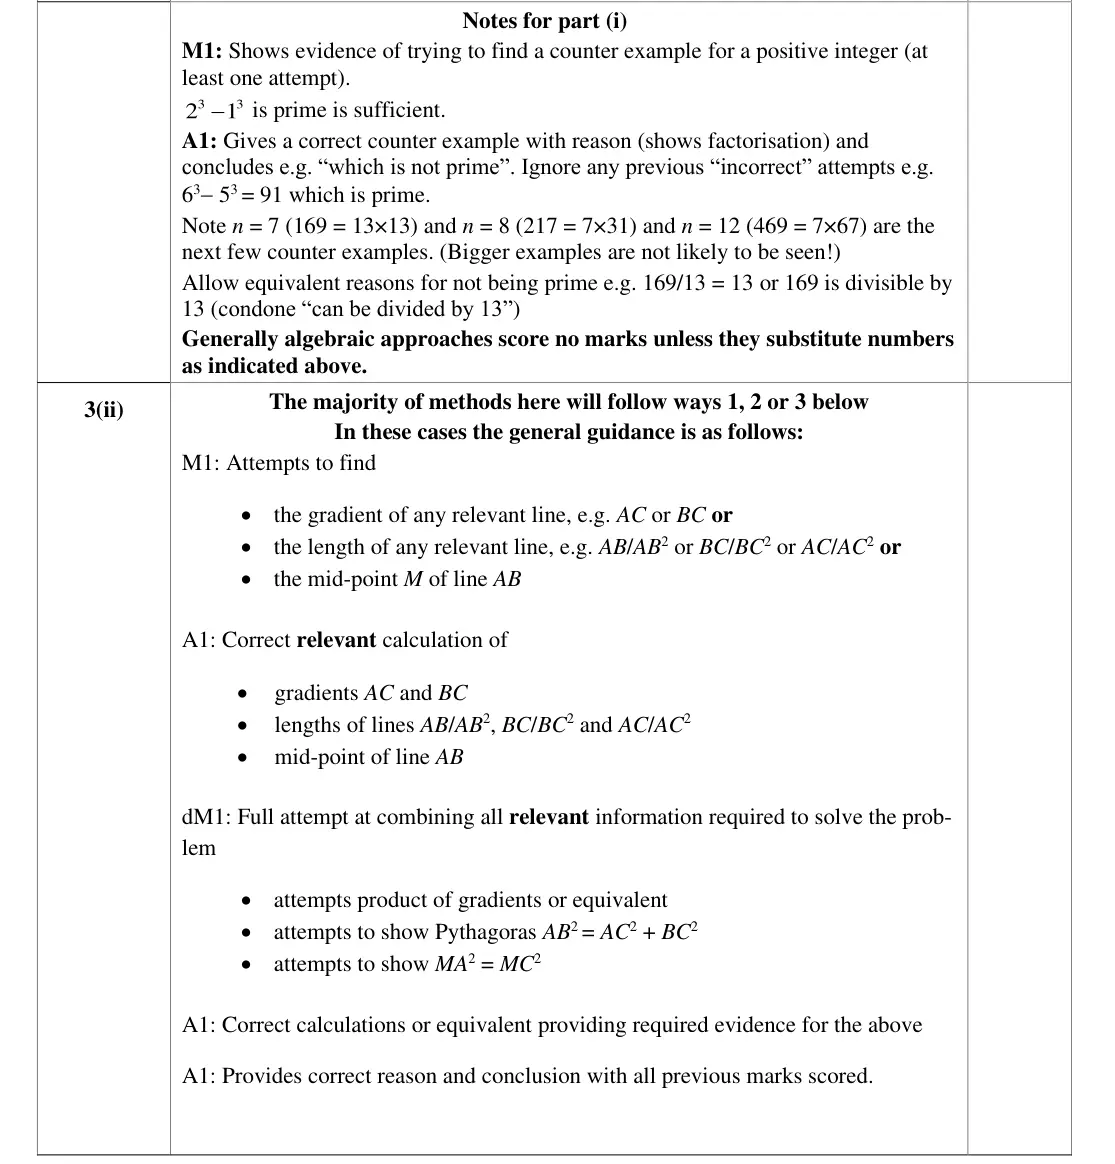 Notes for part (i)
M1: Shows evidence of trying to find a counter example for a positive integer (at
least one attempt).
2³ – 1³ is prime is sufficient.
A1: Gives a correct counter example with reason (shows factorisation) and
concludes e.g. “which is not prime”. Ignore any previous “incorrect” attempts e.g.
6³– 5³ = 91 which is prime.
Note n = 7 (169 = 13×13) and n = 8 (217 = 7×31) and n = 12 (469 = 7×67) are the
next few counter examples. (Bigger examples are not likely to be seen!)
Allow equivalent reasons for not being prime e.g. 169/13 = 13 or 169 is divisible by
13 (condone “can be divided by 13”)
Generally algebraic approaches score no marks unless they substitute numbers
as indicated above.
3(ii)
The majority of methods here will follow ways 1, 2 or 3 below
In these cases the general guidance is as follows:
M1: Attempts to find
• the gradient of any relevant line, e.g. AC or BC or
• the length of any relevant line, e.g. AB/AB² or BC/BC² or AC/AC² or
• the mid-point M of line AB
A1: Correct relevant calculation of
• gradients AC and BC
• lengths of lines AB/AB², BC/BC² and AC/AC²
• mid-point of line AB
dM1: Full attempt at combining all relevant information required to solve the prob-
lem
• attempts product of gradients or equivalent
• attempts to show Pythagoras AB² = AC² + BC²
• attempts to show MA² = MC²
A1: Correct calculations or equivalent providing required evidence for the above
A1: Provides correct reason and conclusion with all previous marks scored.